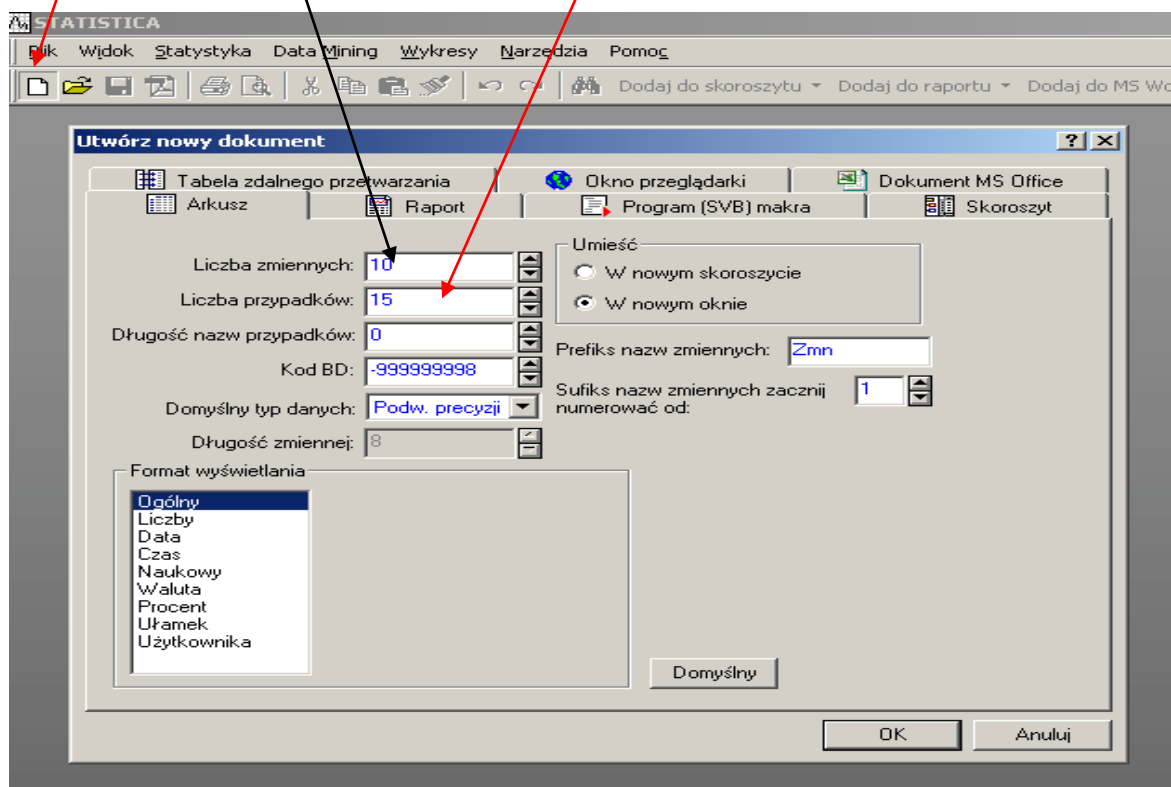 STATISTICA
Plik Widok Statystyka Data Mining Wykresy Narzędzia Pomoc
Dodaj do skoroszytu Dodaj do raportu Dodaj do MS Wo
Utwórz nowy dokument
Tabela zdalnego przetwarzania Okno przeglądarki Dokument MS Office
Arkusz Raport Program (SVB) makra Skoroszyt
Liczba zmiennych: 10
Liczba przypadków: 15
Długość nazw przypadków: 0
Kod BD: -999999998
Domyślny typ danych: Podw. precyzji
Długość zmiennej: 8
Umieść
W nowym skoroszycie
W nowym oknie
Prefiks nazw zmiennych: Zmn
Sufiks nazw zmiennych zacznij 1
numerować od:
Format wyświetlania
Ogólny
Liczby
Data
Czas
Naukowy
Waluta
Procent
Ułamek
Użytkownika
Domyślny
OK Anuluj